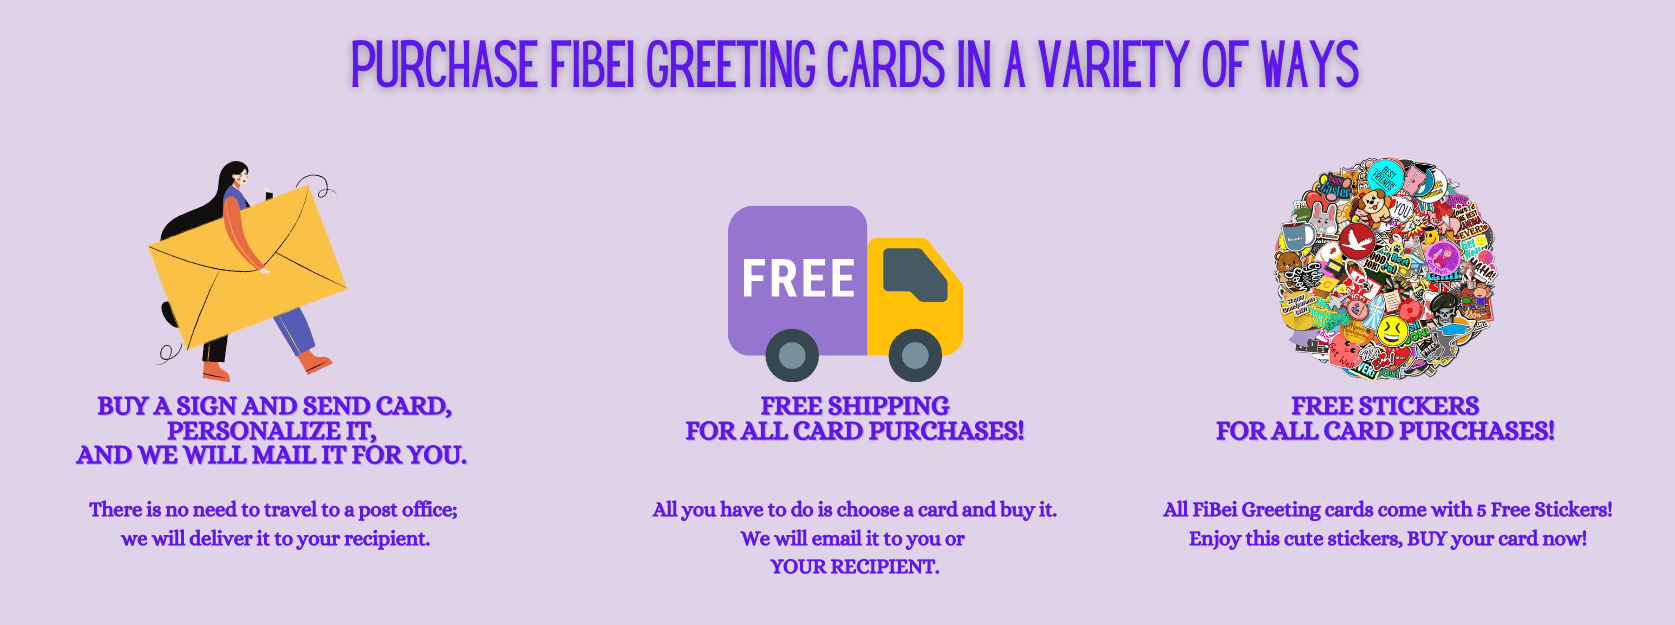 PURCHASE FIBEI GREETING CARDS IN A VARIETY OF WAYS
FREE
BEST
FRIENDS
YOU
BUY A SIGN AND SEND CARD,
PERSONALIZE IT,
AND WE WILL MAIL IT FOR YOU.
There is no need to travel to a post office;
we will deliver it to your recipient.
FREE SHIPPING
FOR ALL CARD PURCHASES!
All you have to do is choose a card and buy it.
We will email it to you or
YOUR RECIPIENT.
FREE STICKERS
FOR ALL CARD PURCHASES!
All FiBei Greeting cards come with 5 Free Stickers!
Enjoy this cute stickers, BUY your card now!